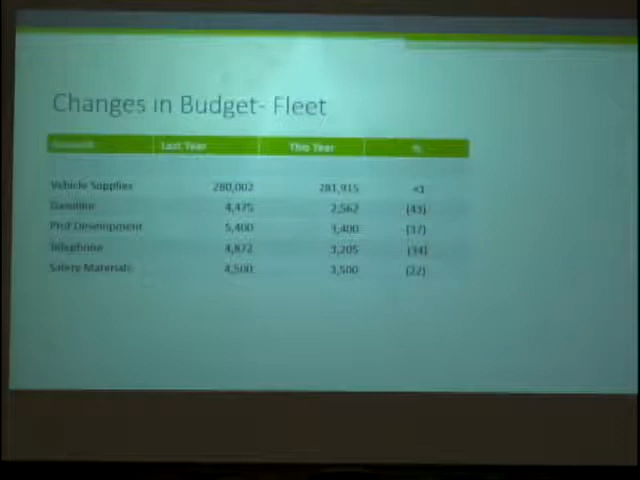 Changes in Budget- Fleet
Last Year This Year %
Vehicle Supplies 280,002 281,915 <1
Gasoline 4,475 2,562 (43)
Prof Development 5,400 3,400 (37)
Telephone 4,872 3,205 (34)
Safety Materials 4,500 3,500 (22)